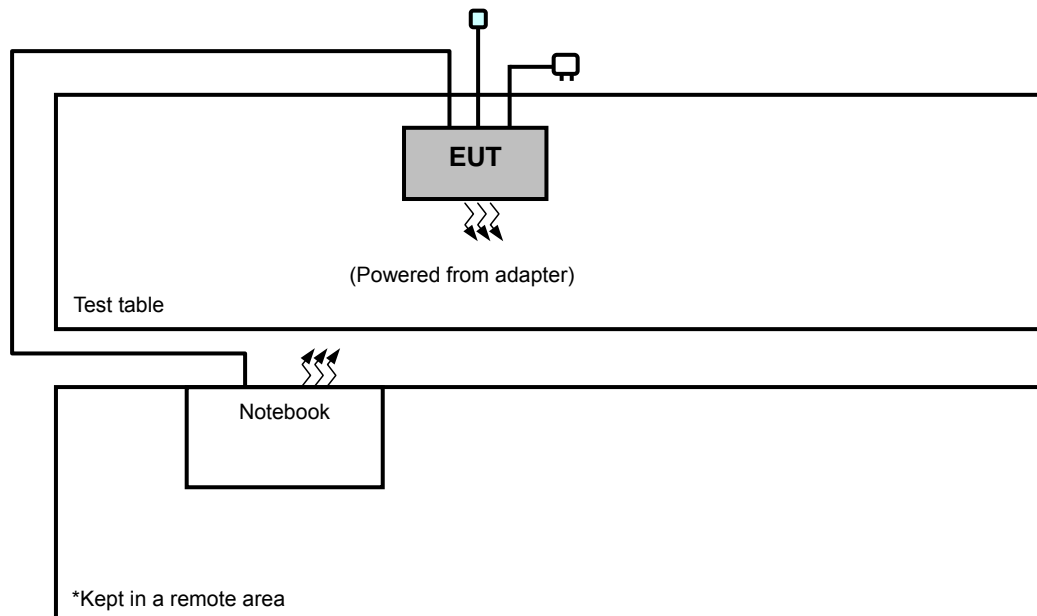 EUT
(Powered from adapter)
Test table
Notebook
*Kept in a remote area